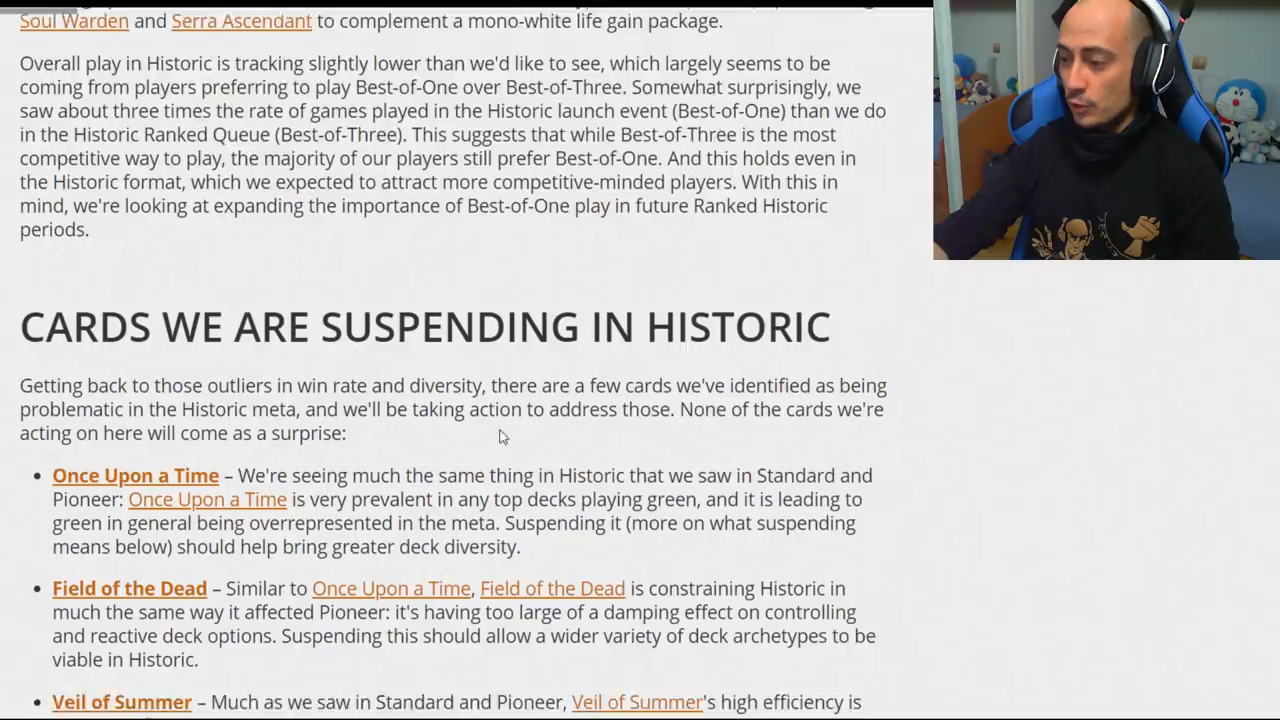 Soul Warden and Serra Ascendant to complement a mono-white life gain package.
Overall play in Historic is tracking slightly lower than we'd like to see, which largely seems to be
coming from players preferring to play Best-of-One over Best-of-Three. Somewhat surprisingly, we
saw about three times the rate of games played in the Historic launch event (Best-of-One) than we do
in the Historic Ranked Queue (Best-of-Three). This suggests that while Best-of-Three is the most
competitive way to play, the majority of our players still prefer Best-of-One. And this holds even in
the Historic format, which we expected to attract more competitive-minded players. With this in
mind, we're looking at expanding the importance of Best-of-One play in future Ranked Historic
periods.
CARDS WE ARE SUSPENDING IN HISTORIC
Getting back to those outliers in win rate and diversity, there are a few cards we've identified as being
problematic in the Historic meta, and we'll be taking action to address those. None of the cards we're
acting on here will come as a surprise:
• Once Upon a Time – We're seeing much the same thing in Historic that we saw in Standard and
Pioneer: Once Upon a Time is very prevalent in any top decks playing green, and it is leading to
green in general being overrepresented in the meta. Suspending it (more on what suspending
means below) should help bring greater deck diversity.
• Field of the Dead – Similar to Once Upon a Time, Field of the Dead is constraining Historic in
much the same way it affected Pioneer: it's having too large of a damping effect on controlling
and reactive deck options. Suspending this should allow a wider variety of deck archetypes to be
viable in Historic.
• Veil of Summer – Much as we saw in Standard and Pioneer, Veil of Summer's high efficiency is